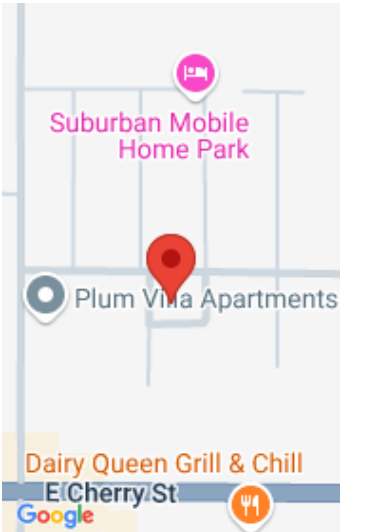 Suburban Mobile
Home Park
Plum Villa Apartments
Dairy Queen Grill & Chill
E Cherry St
Google